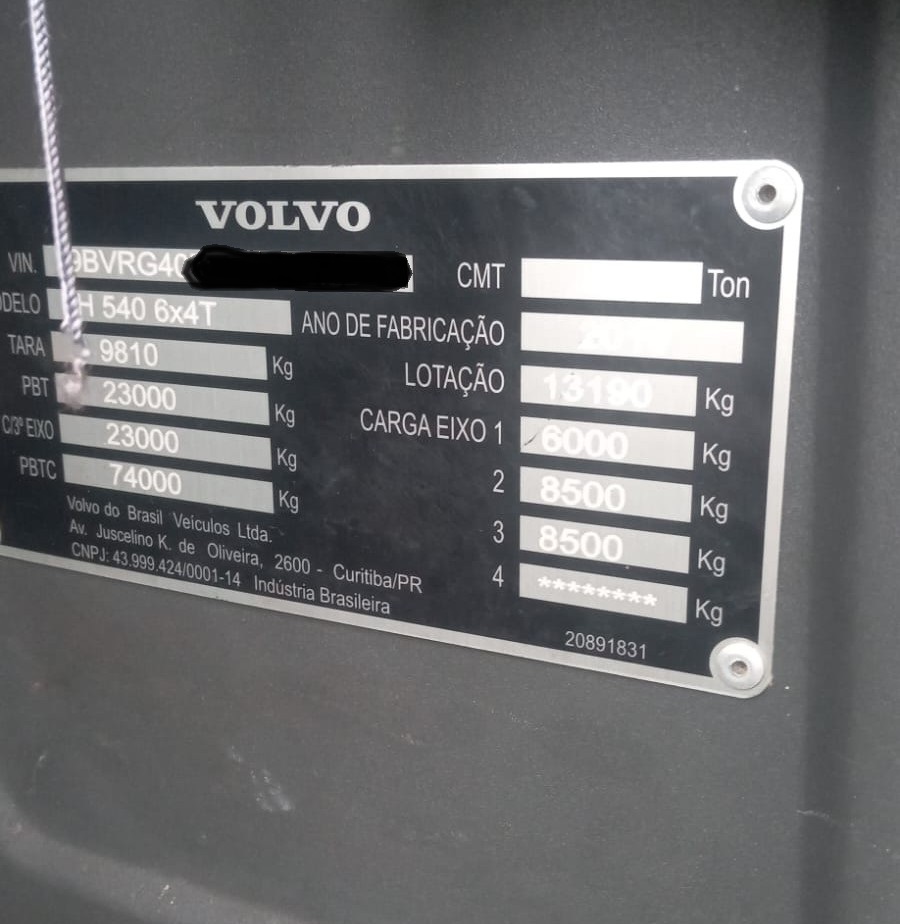 VOLVO
VIN. 9BVRG40
H 540 6x4T
TARA 9810 Kg
PBT 23000 Kg
C/3º EIXO 23000 Kg
PBTC 74000 Kg
CMT Ton
ANO DE FABRICAÇÃO
LOTAÇÃO 13190 Kg
CARGA EIXO 1 6000 Kg
2 8500 Kg
3 8500 Kg
4 ******** Kg
Volvo do Brasil Veículos Ltda.
Av. Juscelino K. de Oliveira, 2600 - Curitiba/PR
CNPJ: 43.999.424/0001-14 Indústria Brasileira
20891831